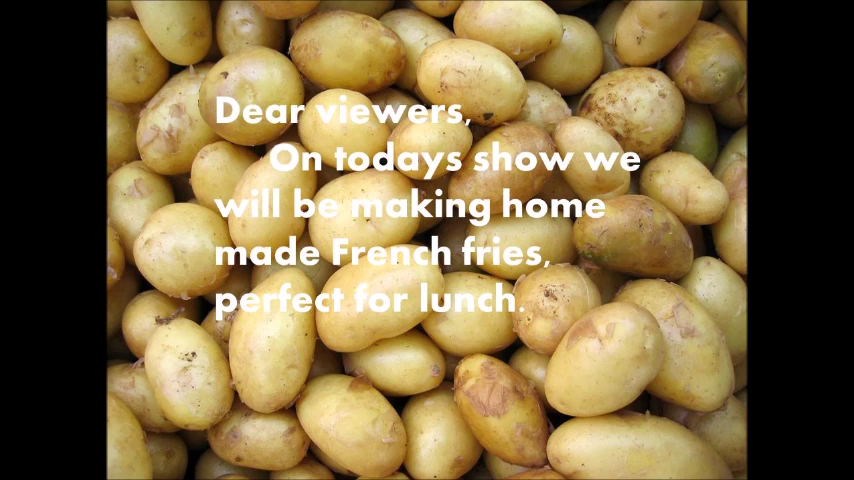 Dear viewers,
On todays show we
will be making home
made French fries,
perfect for lunch.